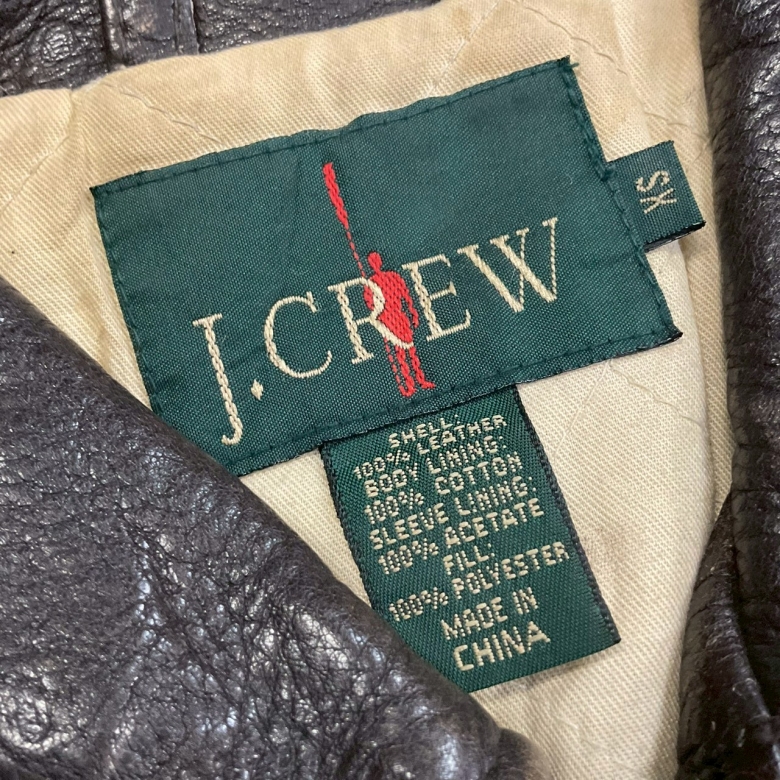 J.CREW
XS
SHELL:
100% LEATHER
BODY LINING:
100% COTTON
SLEEVE LINING:
100% ACETATE
FILL:
100% POLYESTER
MADE IN
CHINA